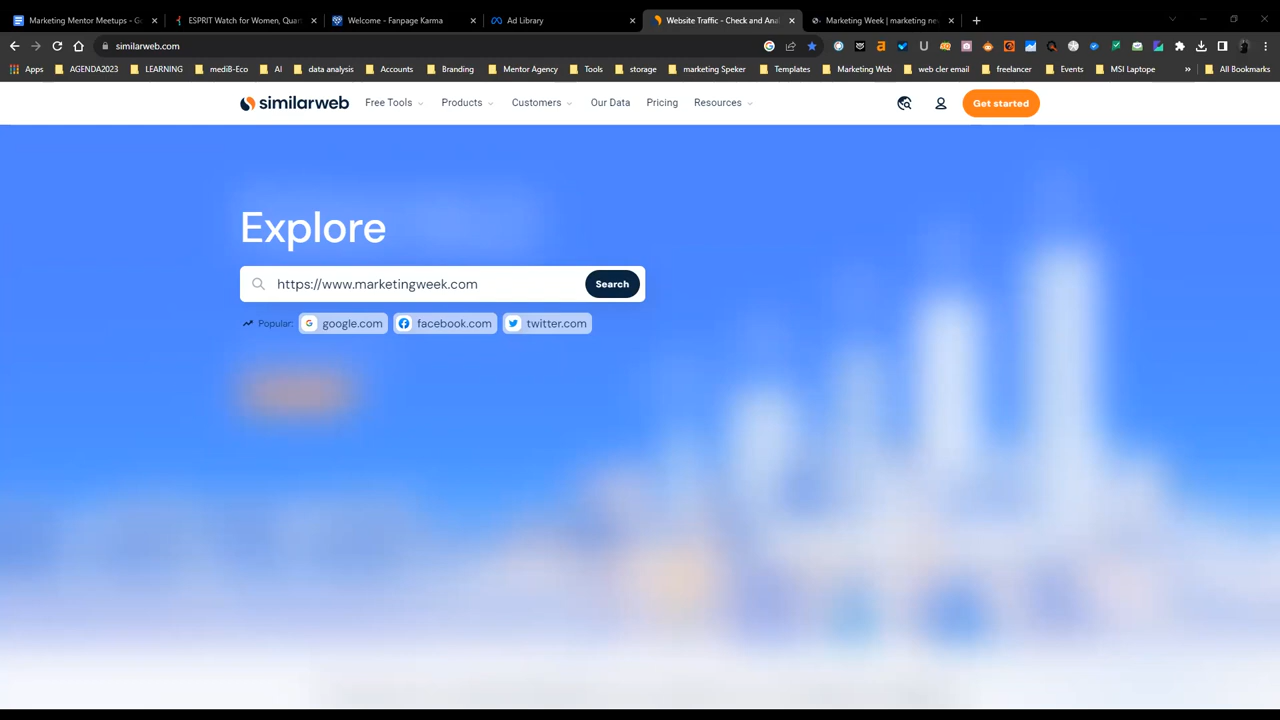 Marketing Mentor Meetups - Go
ESPRIT Watch for Women, Quar
Welcome - Fanpage Karma
Ad Library
Website Traffic - Check and Anal
Marketing Week | marketing ne
similarweb.com
Apps
AGENDA2023
LEARNING
mediB-Eco
AI
data analysis
Accounts
Branding
Mentor Agency
Tools
storage
marketing Speker
Templates
Marketing Web
web cler email
freelancer
Events
MSI Laptope
»
All Bookmarks
similarweb
Free Tools
Products
Customers
Our Data
Pricing
Resources
Get started
Explore
https://www.marketingweek.com
Search
Popular:
google.com
facebook.com
twitter.com